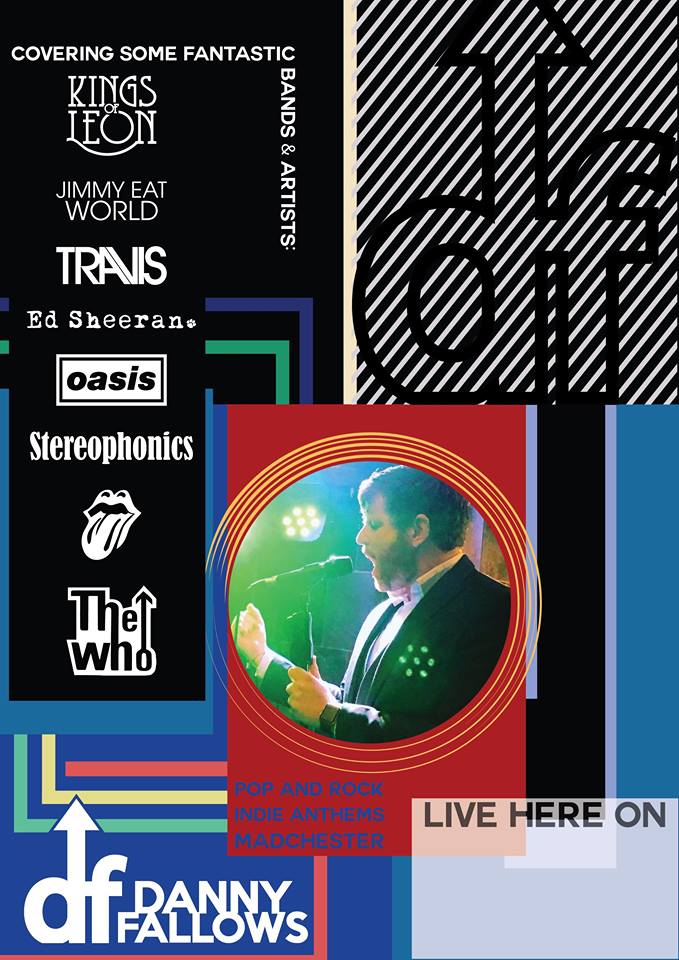 COVERING SOME FANTASTIC
BANDS & ARTISTS:
KINGS
OF
LEON
JIMMY EAT
WORLD
TRAVIS
Ed Sheeran.
oasis
Stereophonics
The
who
df
POP AND ROCK
INDIE ANTHEMS
MADCHESTER
LIVE HERE ON
df DANNY
FALLOWS